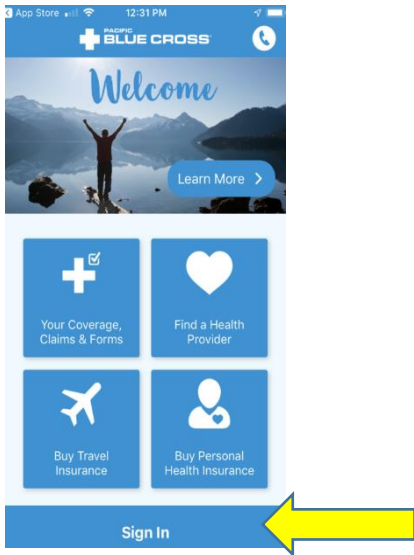 App Store 12:31 PM
PACIFIC
BLUE CROSS
Welcome
Learn More
Your Coverage,
Claims & Forms
Find a Health
Provider
Buy Travel
Insurance
Buy Personal
Health Insurance
Sign In